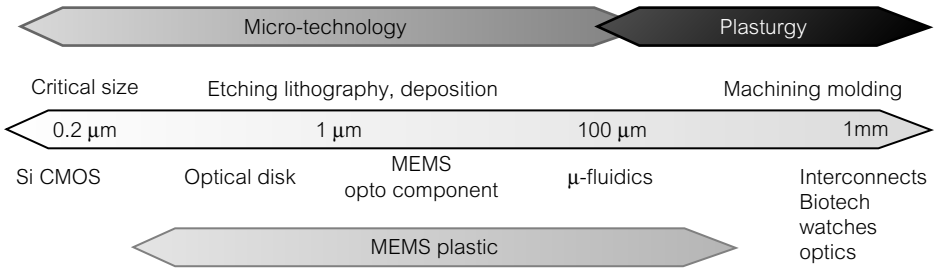 Micro-technology Plasturgy
Critical size Etching lithography, deposition Machining molding
0.2 μm 1 μm 100 μm 1mm
Si CMOS Optical disk MEMS opto component μ-fluidics Interconnects
Biotech
watches
optics
MEMS plastic